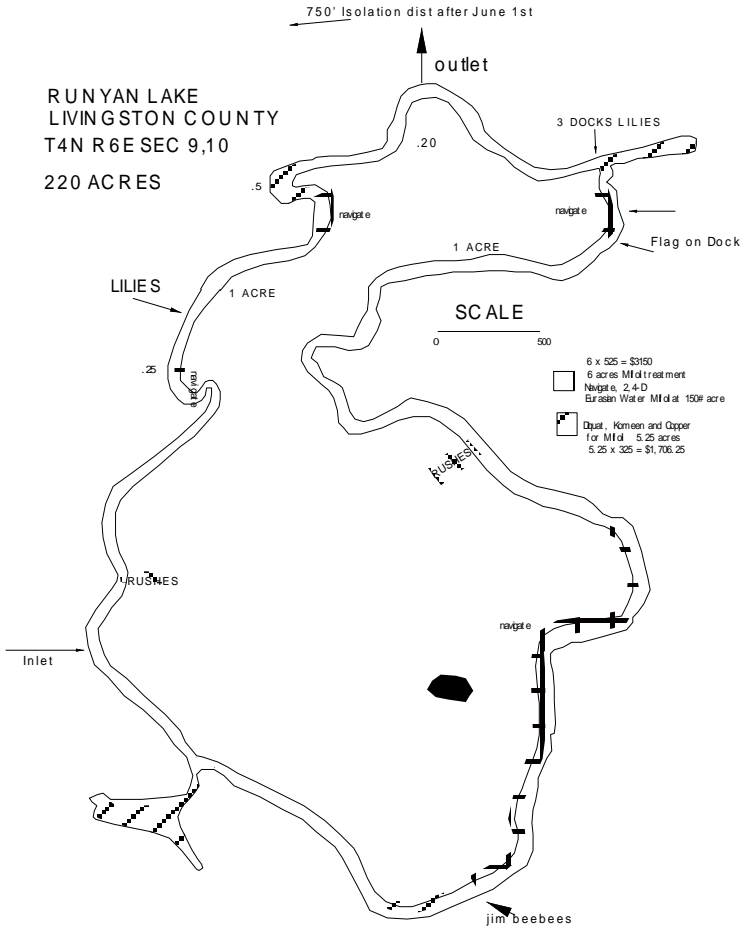 750' Isolation dist after June 1st
outlet
RUNYAN LAKE
LIVINGSTON COUNTY
T4N R6E SEC 9,10
220 ACRES
3 DOCKS LILIES
.20
.5
navigate
navigate
Flag on Dock
1 ACRE
LILIES
1 ACRE
SCALE
0 500
.25
navigate
6 x 525 = $3150
6 acres Milfoil treatment
Navigate, 2,4-D
Eurasian Water Milfoil at 150# acre
Diquat, Komeen and Copper
for Milfoil 5.25 acres
5.25 x 325 = $1,706.25
RUSHES
RUSHES
navigate
Inlet
jim beebees